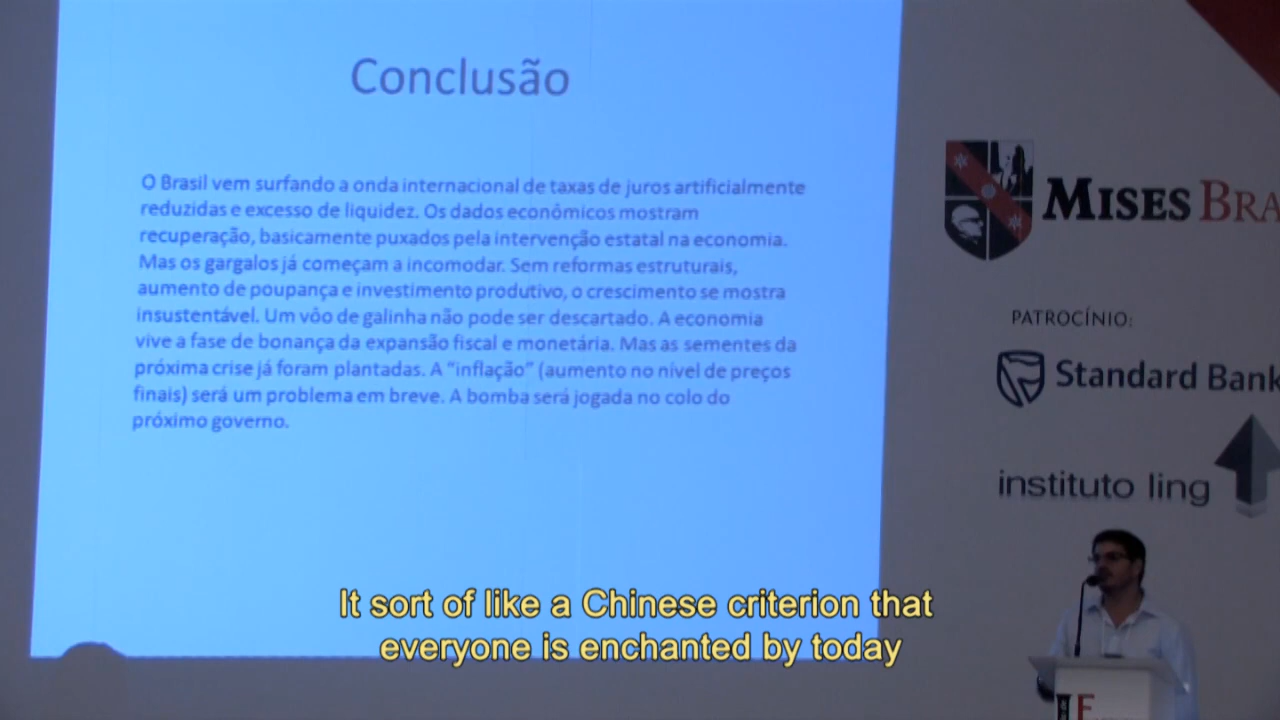 Conclusão
O Brasil vem surfando a onda internacional de taxas de juros artificialmente
reduzidas e excesso de liquidez. Os dados econômicos mostram
recuperação, basicamente puxados pela intervenção estatal na economia.
Mas os gargalos já começam a incomodar. Sem reformas estruturais,
aumento de poupança e investimento produtivo, o crescimento se mostra
insustentável. Um vôo de galinha não pode ser descartado. A economia
vive a fase de bonança da expansão fiscal e monetária. Mas as sementes da
próxima crise já foram plantadas. A "inflação" (aumento no nível de preços
finais) será um problema em breve. A bomba será jogada no colo do
próximo governo.
MISES BRA
PATROCÍNIO:
Standard Bank
instituto ling
It sort of like a Chinese criterion that
everyone is enchanted by today